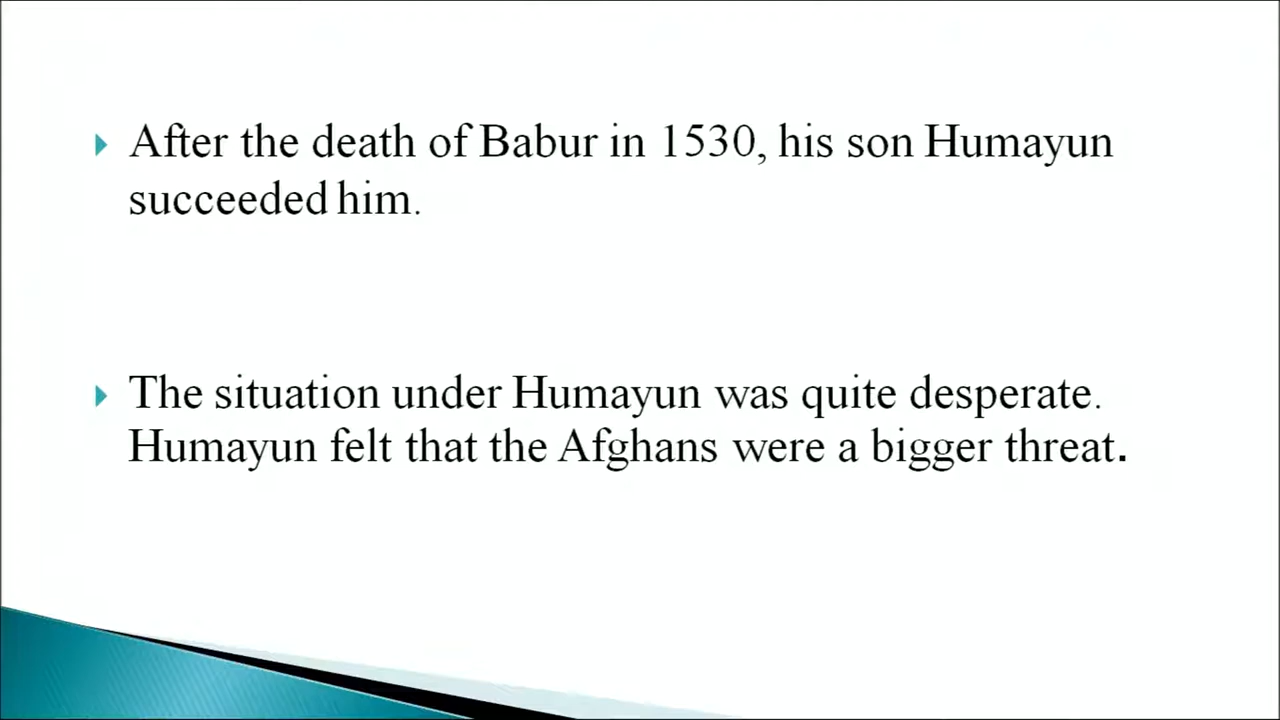 After the death of Babur in 1530, his son Humayun
succeeded him.
The situation under Humayun was quite desperate.
Humayun felt that the Afghans were a bigger threat.